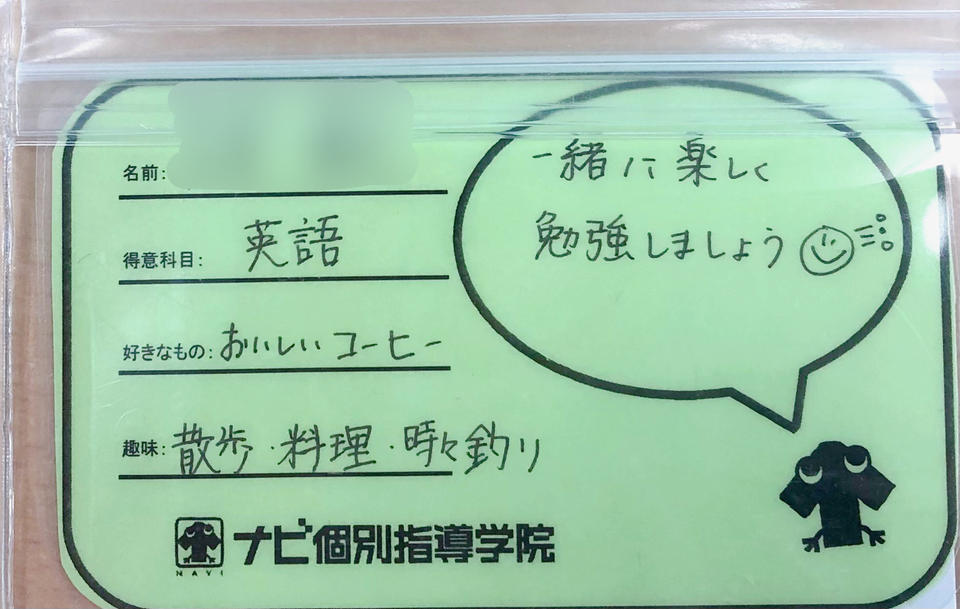 名前:
得意科目: 英語
好きなもの: おいしいコーヒー
趣味: 散歩・料理・時々釣り
一緒に楽しく
勉強しましょう
NAVI
ナビ個別指導学院